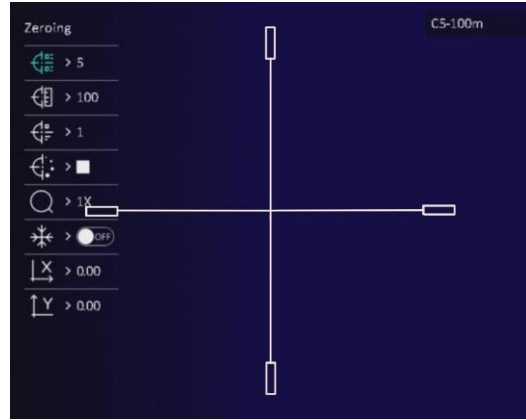 Zeroing
C5-100m
> 5
> 100
> 1
>
> 1X
> OFF
X > 0.00
Y > 0.00